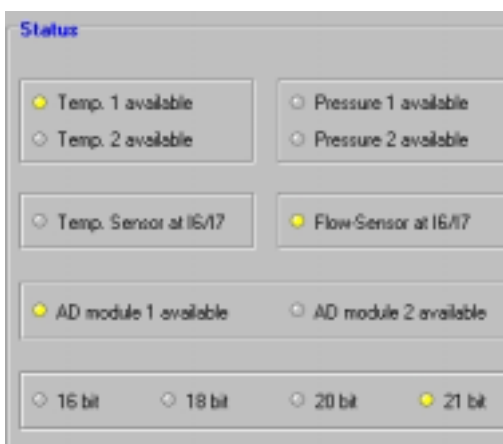 Status
Temp. 1 available
Temp. 2 available
Pressure 1 available
Pressure 2 available
Temp. Sensor at I6/I7
Flow-Sensor at I6/I7
AD module 1 available
AD module 2 available
16 bit 18 bit 20 bit 21 bit